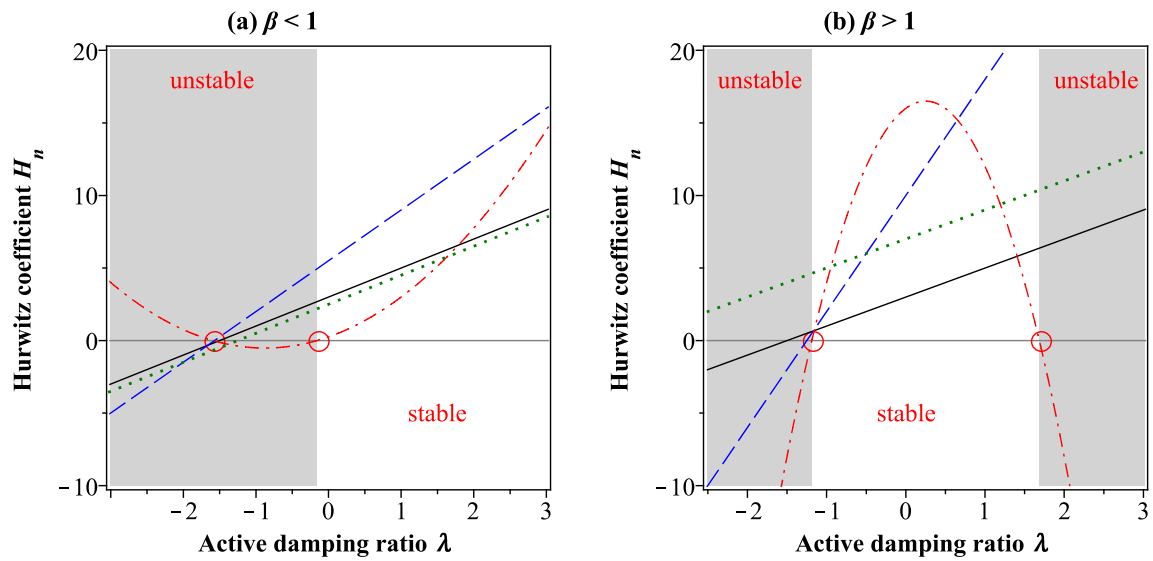 (a) β < 1
20
10
0
−10
unstable
stable
−2
−1
0
1
2
3
Hurwitz coefficient Hₙ
Active damping ratio λ
(b) β > 1
20
10
0
−10
unstable
unstable
stable
−2
−1
0
1
2
3
Hurwitz coefficient Hₙ
Active damping ratio λ